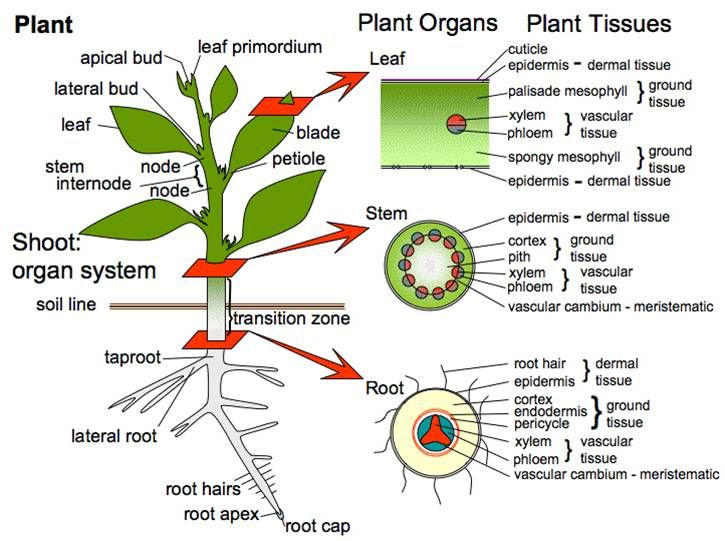 Plant
Plant Organs
Plant Tissues
apical bud
leaf primordium
lateral bud
leaf
blade
petiole
stem
internode
node
node
Shoot:
organ system
soil line
transition zone
taproot
lateral root
root hairs
root apex
root cap
Leaf
cuticle
epidermis - dermal tissue
palisade mesophyll } ground
tissue
xylem
phloem } vascular
tissue
spongy mesophyll } ground
tissue
epidermis - dermal tissue
Stem
epidermis - dermal tissue
cortex
pith } ground
tissue
xylem
phloem } vascular
tissue
vascular cambium - meristematic
Root
root hair
epidermis } dermal
tissue
cortex
endodermis
pericycle } ground
tissue
xylem
phloem } vascular
tissue
vascular cambium - meristematic